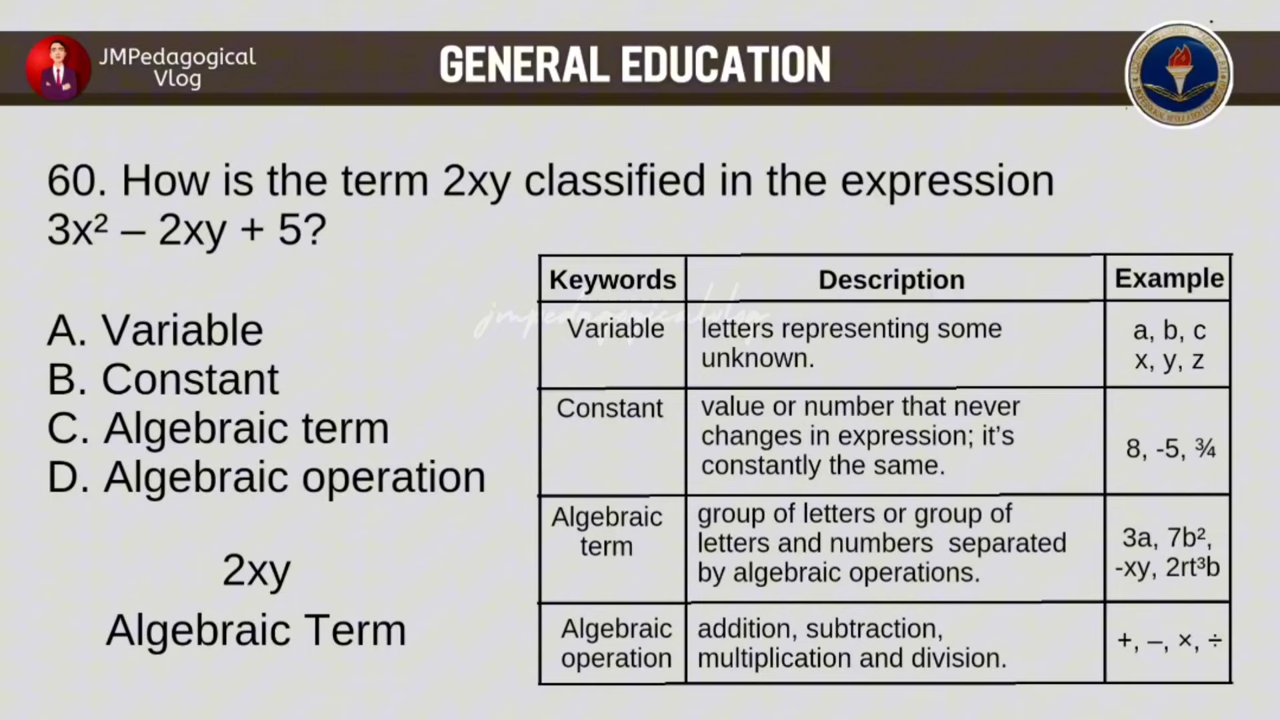 JMPedagogical
Vlog
GENERAL EDUCATION
60. How is the term 2xy classified in the expression
3x² – 2xy + 5?
A. Variable
B. Constant
C. Algebraic term
D. Algebraic operation
2xy
Algebraic Term
Keywords Description Example
Variable letters representing some unknown. a, b, c x, y, z
Constant value or number that never changes in expression; it’s constantly the same. 8, -5, ¾
Algebraic term group of letters or group of letters and numbers separated by algebraic operations. 3a, 7b², -xy, 2rt³b
Algebraic operation addition, subtraction, multiplication and division. +, –, ×, ÷
jmpedagogicalvlog